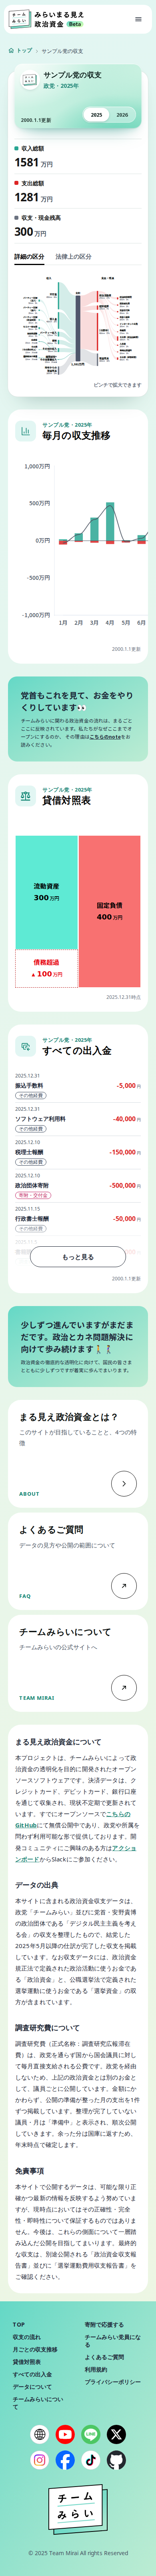 チームみらい
みらいまる見え
政治資金 Beta
トップ > サンプル党の収支
サンプル党の収支
政党・2025年
2000.1.1更新
2025 2026
収入総額
1581万円
支出総額
1281万円
収支・現金残高
300万円
詳細の区分 法律上の区分
ピンチで拡大できます
サンプル党・2025年
毎月の収支推移
1,000万円
500万円
0万円
-500万円
-1,000万円
1月 2月 3月 4月 5月 6月
2000.1.1更新
党首もこれを見て、お金をやりくりしています👀
チームみらいに関わる政治資金の流れは、まるごとここに反映されています。私たちがなぜここまでオープンにするのか、その理由はこちらのnoteをお読みください。
サンプル党・2025年
貸借対照表
流動資産
300万円
固定負債
400万円
債務超過
▲ 100万円
2025.12.31時点
サンプル党・2025年
すべての出入金
2025.12.31
振込手数料 -5,000円
その他経費
2025.12.31
ソフトウェア利用料 -40,000円
その他経費
2025.12.10
税理士報酬 -150,000円
その他経費
2025.12.10
政治団体寄附 -500,000円
寄附・交付金
2025.11.15
行政書士報酬 -50,000円
その他経費
もっと見る
2000.1.1更新
少しずつ進んでいますがまだまだです。政治とカネ問題解決に向けて歩み続けます🚶🚶‍♀️
政治資金の徹底的な透明化に向けて、国民の皆さまとともに少しずつですが着実に歩んでまいります。
まる見え政治資金とは？
このサイトが目指していることと、4つの特徴
ABOUT
よくあるご質問
データの見方や公開の範囲について
FAQ
チームみらいについて
チームみらいの公式サイトへ
TEAM MIRAI
まる見え政治資金について
本プロジェクトは、チームみらいによって政治資金の透明化を目的に開発されたオープンソースソフトウェアです。決済データは、クレジットカード、デビットカード、銀行口座を通じて収集され、現状不定期で更新されています。すでにオープンソースでこちらのGitHubにて無償公開中であり、政党や所属を問わず利用可能な形で提供しております。開発コミュニティにご興味のある方はアクションボードからSlackにご参加ください。
データの出典
本サイトに含まれる政治資金収支データは、政党「チームみらい」並びに党首・安野貴博の政治団体である「デジタル民主主義を考える会」の収支を整理したもので、結党した2025年5月以降の仕訳が完了した収支を掲載しています。なお収支データには、政治資金規正法で定義された政治活動に使うお金である「政治資金」と、公職選挙法で定義された選挙運動に使うお金である「選挙資金」の双方が含まれています。
調査研究費について
調査研究費（正式名称：調査研究広報滞在費）は、政党を通らず国から国会議員に対して毎月直接支給される公費です。政党を経由しないため、上記の政治資金とは別のお金として、議員ごとに公開しています。金額にかかわらず、公開の準備が整った月の支出を1件ずつ掲載しています。整理が完了していない議員・月は「準備中」と表示され、順次公開していきます。余った分は国庫に返すため、年末時点で確定します。
免責事項
本サイトで公開するデータは、可能な限り正確かつ最新の情報を反映するよう努めていますが、現時点においてはその正確性・完全性・即時性について保証するものではありません。今後は、これらの側面について一層踏み込んだ公開を目指してまいります。最終的な収支は、別途公開される「政治資金収支報告書」並びに「選挙運動費用収支報告書」をご確認ください。
TOP
収支の流れ
月ごとの収支推移
貸借対照表
すべての出入金
データについて
チームみらいについて
寄附で応援する
チームみらい党員になる
よくあるご質問
利用規約
プライバシーポリシー
LINE
チームみらい
© 2025 Team Mirai All rights Reserved